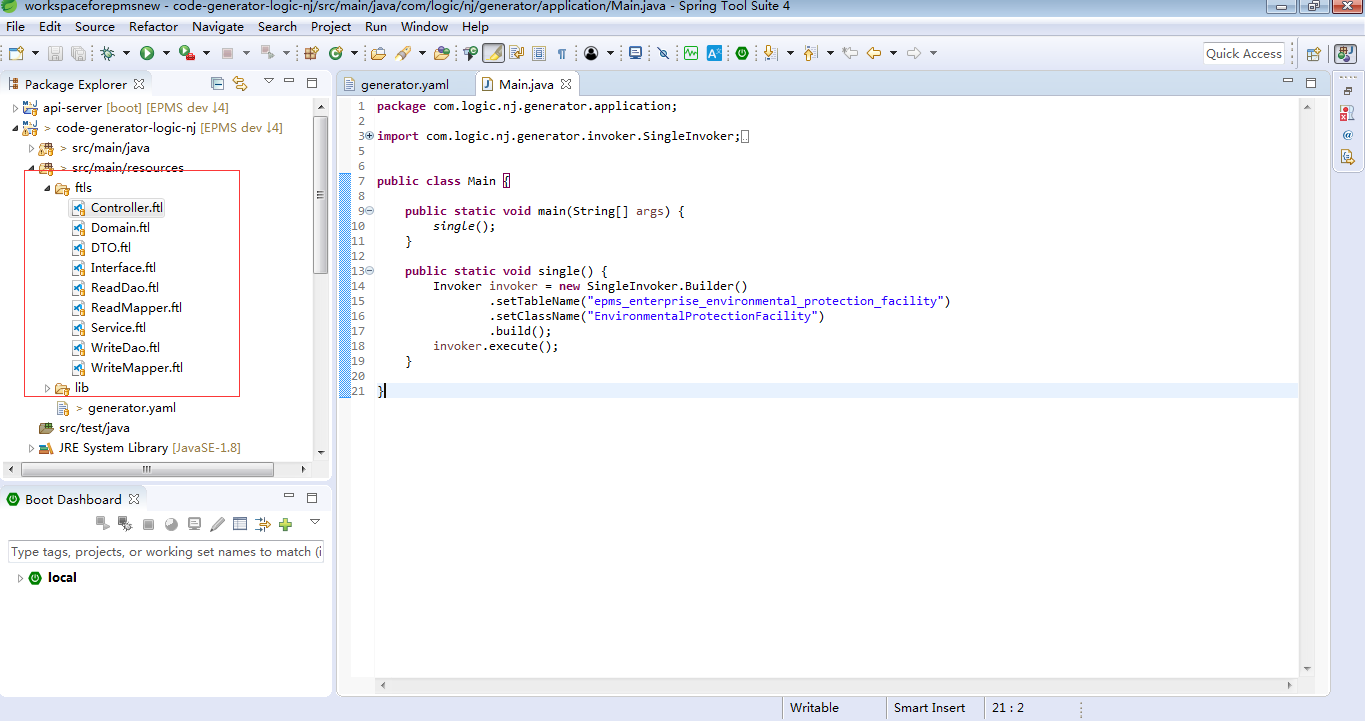 workspaceforepmsnew - code-generator-logic-nj/src/main/java/com/logic/nj/generator/application/Main.java - Spring Tool Suite 4
File Edit Source Refactor Navigate Search Project Run Window Help
Quick Access
Package Explorer
api-server [boot] [EPMS dev ↓4]
> code-generator-logic-nj [EPMS dev ↓4]
> src/main/java
> src/main/resources
ftls
Controller.ftl
Domain.ftl
DTO.ftl
Interface.ftl
ReadDao.ftl
ReadMapper.ftl
Service.ftl
WriteDao.ftl
WriteMapper.ftl
lib
> generator.yaml
src/test/java
JRE System Library [JavaSE-1.8]
Boot Dashboard
Type tags, projects, or working set names to match (i
local
generator.yaml Main.java
1 package com.logic.nj.generator.application;
2
3 import com.logic.nj.generator.invoker.SingleInvoker;
5
6
7 public class Main {
8
9 public static void main(String[] args) {
10 single();
11 }
12
13 public static void single() {
14 Invoker invoker = new SingleInvoker.Builder()
15 .setTableName("epms_enterprise_environmental_protection_facility")
16 .setClassName("EnvironmentalProtectionFacility")
17 .build();
18 invoker.execute();
19 }
20
21 }
Writable Smart Insert 21 : 2